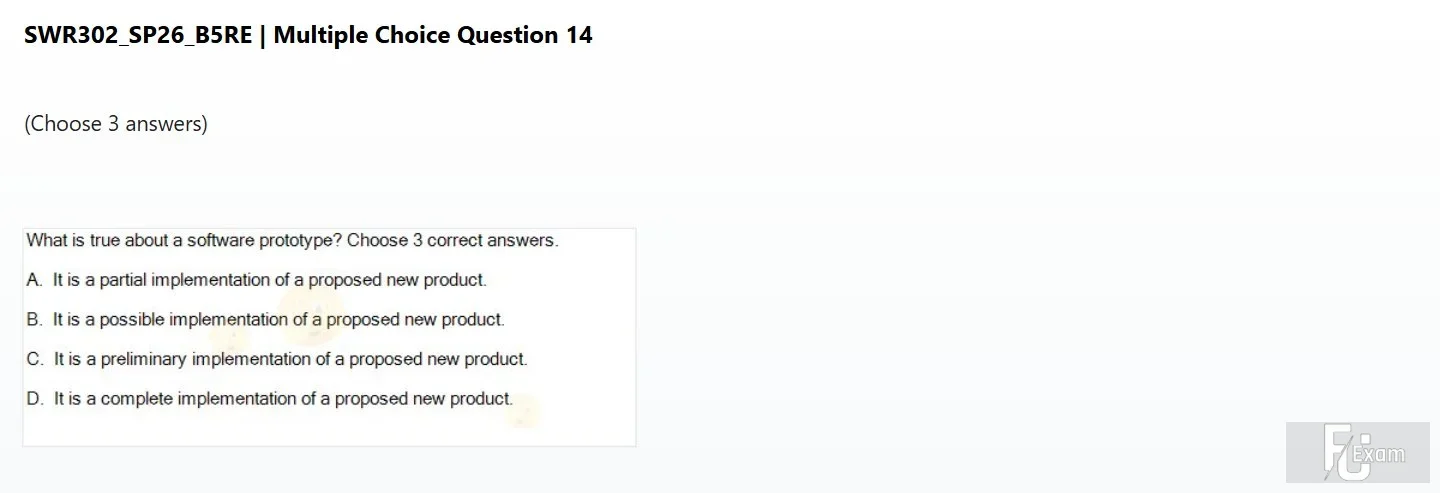 SWR302_SP26_B5RE | Multiple Choice Question 14
(Choose 3 answers)
What is true about a software prototype? Choose 3 correct answers.
A. It is a partial implementation of a proposed new product.
B. It is a possible implementation of a proposed new product.
C. It is a preliminary implementation of a proposed new product.
D. It is a complete implementation of a proposed new product.
FU Exam